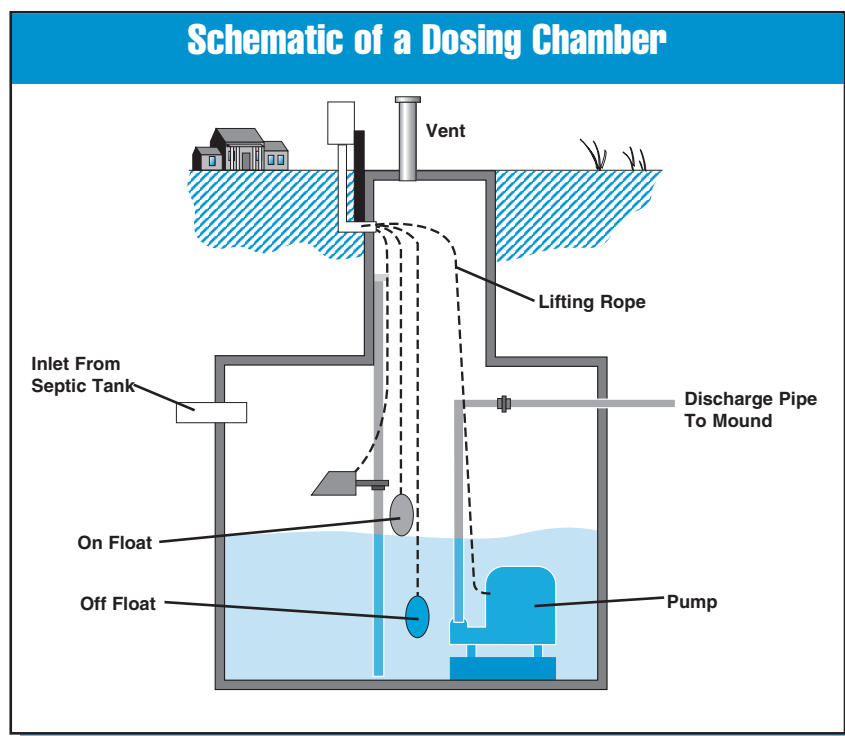 Schematic of a Dosing Chamber
Vent
Lifting Rope
Inlet From
Septic Tank
Discharge Pipe
To Mound
On Float
Off Float
Pump